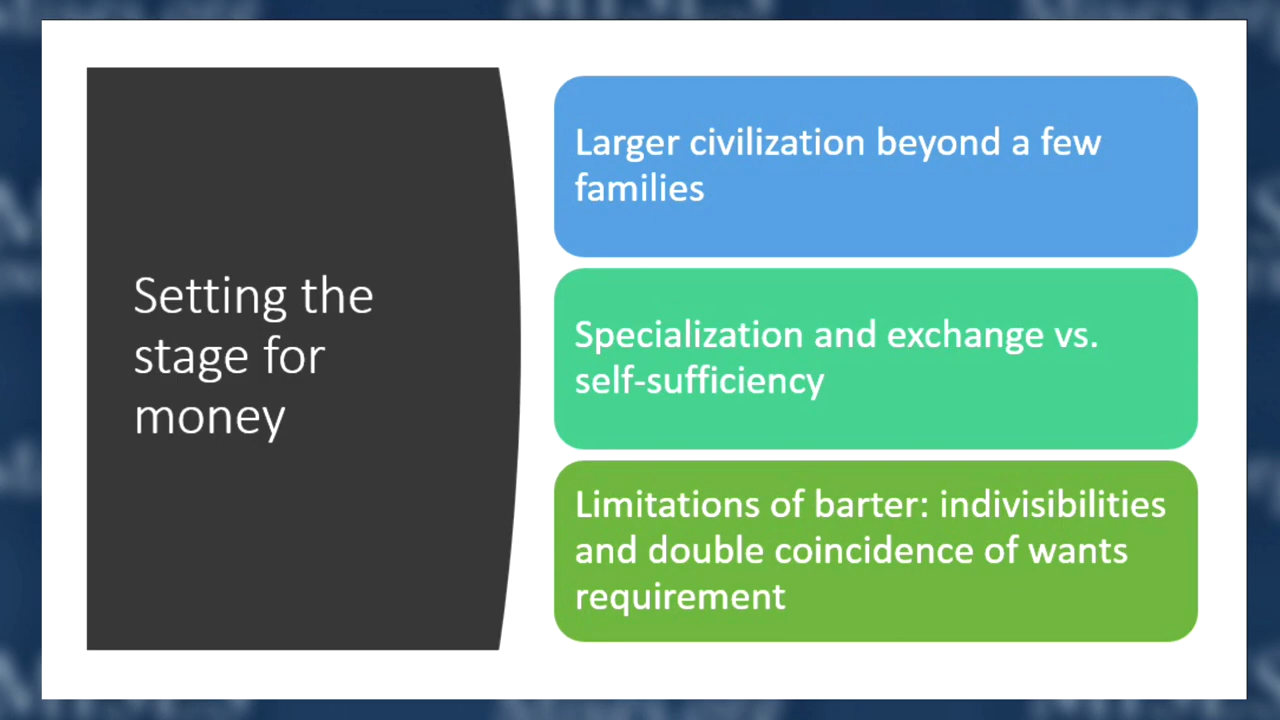 Setting the
stage for
money
Larger civilization beyond a few
families
Specialization and exchange vs.
self-sufficiency
Limitations of barter: indivisibilities
and double coincidence of wants
requirement